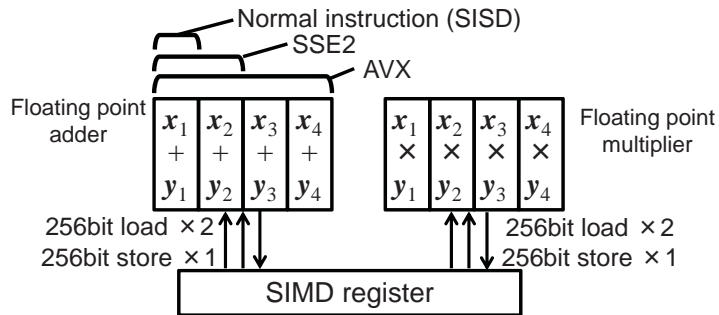 Normal instruction (SISD)
SSE2
AVX
Floating point
adder
x₁ x₂ x₃ x₄
+ + + +
y₁ y₂ y₃ y₄
x₁ x₂ x₃ x₄
× × × ×
y₁ y₂ y₃ y₄
Floating point
multiplier
256bit load ×2
256bit store ×1
256bit load ×2
256bit store ×1
SIMD register